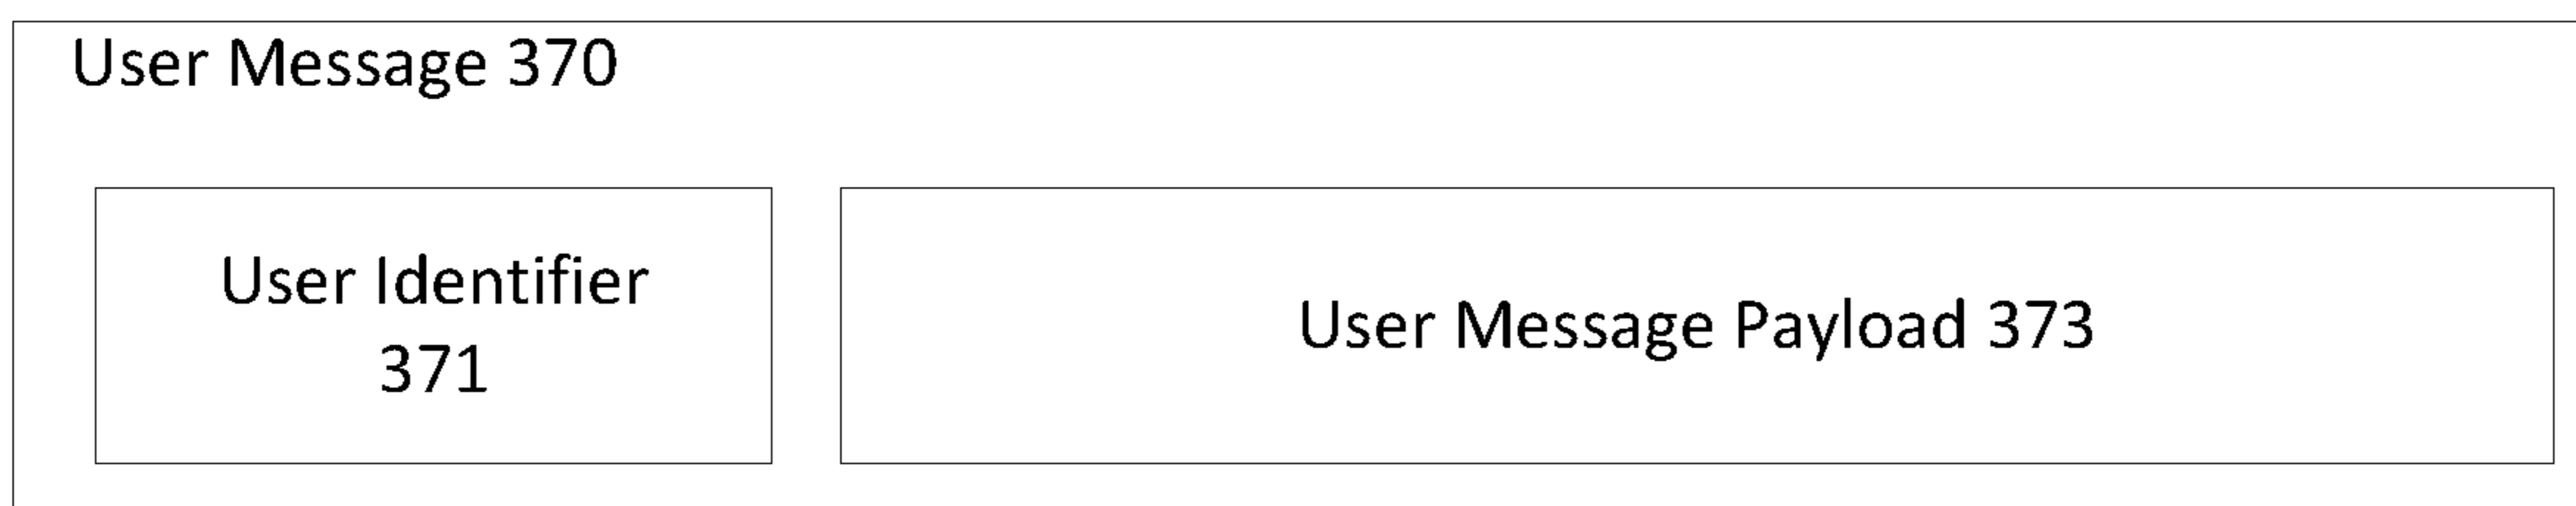 User Message 370
User Identifier
371
User Message Payload 373